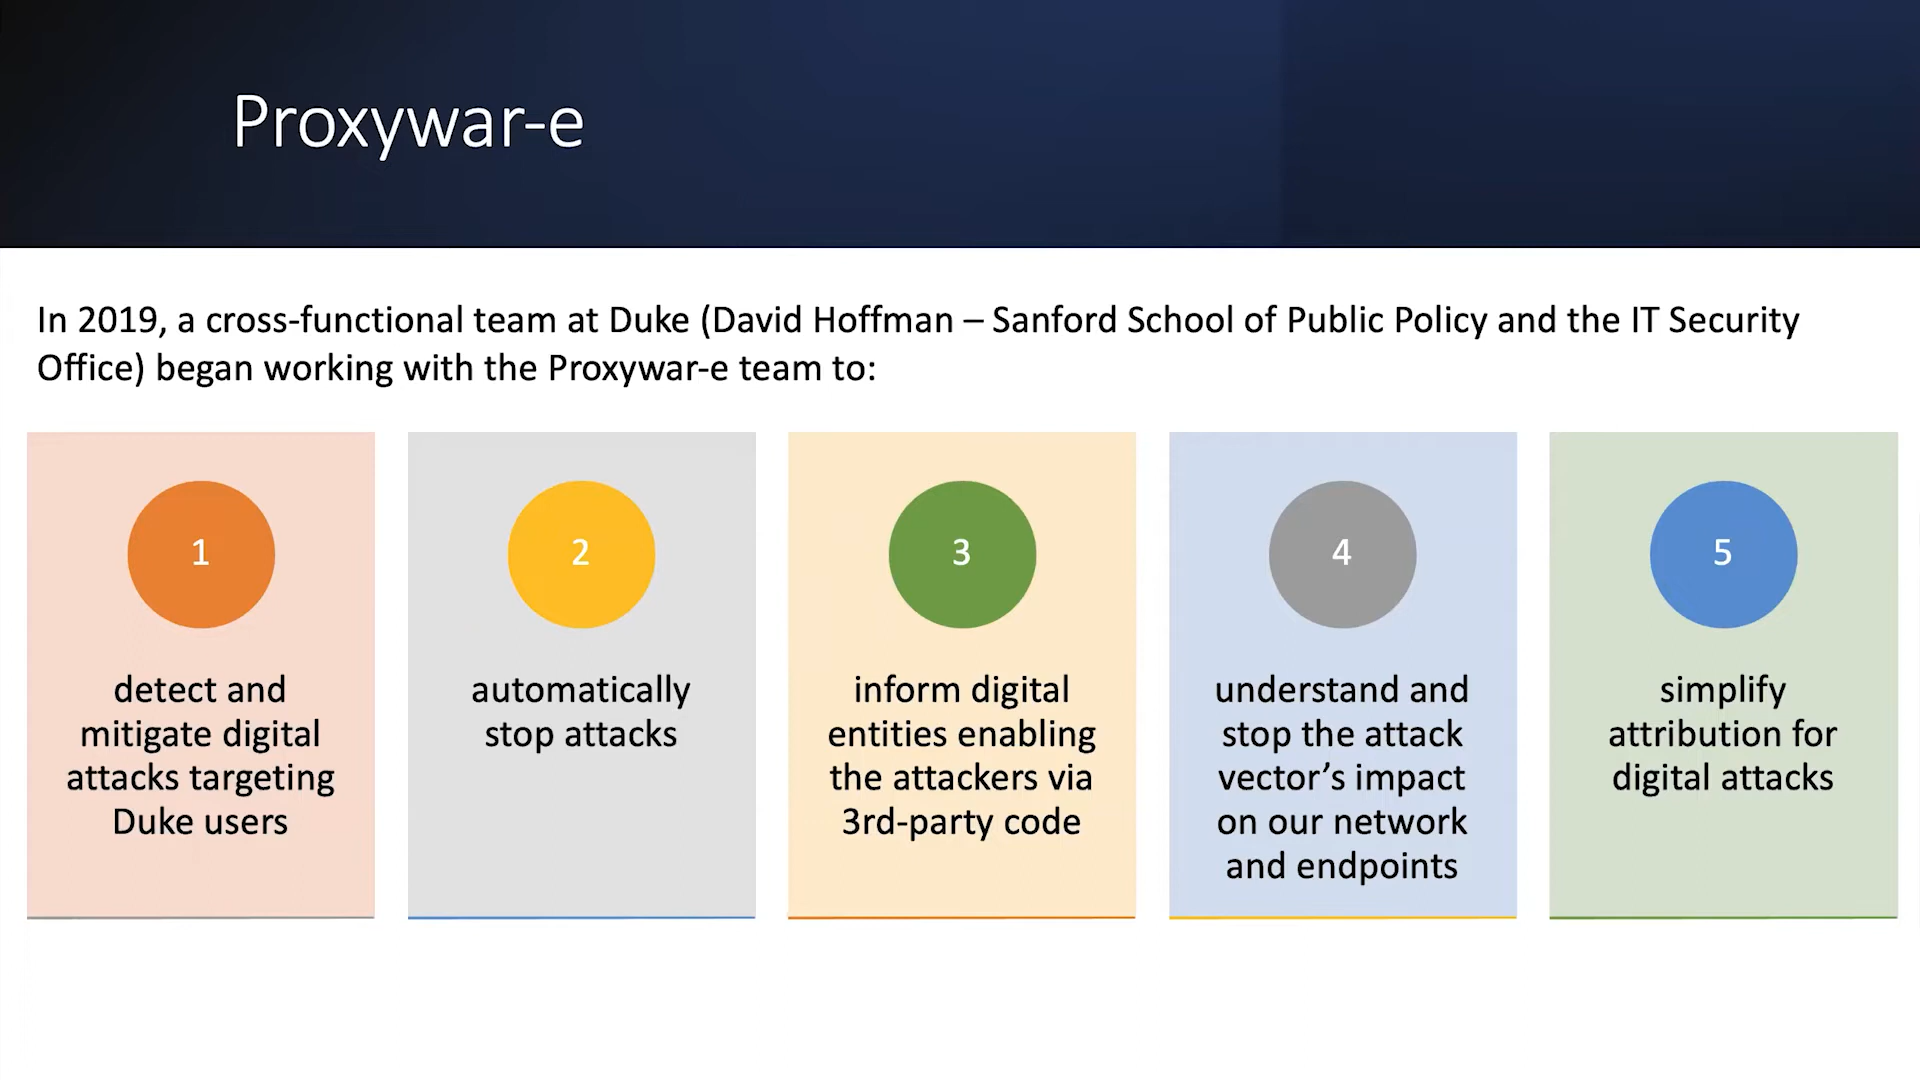 Proxywar-e
In 2019, a cross-functional team at Duke (David Hoffman – Sanford School of Public Policy and the IT Security
Office) began working with the Proxywar-e team to:
1
detect and
mitigate digital
attacks targeting
Duke users
2
automatically
stop attacks
3
inform digital
entities enabling
the attackers via
3rd-party code
4
understand and
stop the attack
vector’s impact
on our network
and endpoints
5
simplify
attribution for
digital attacks